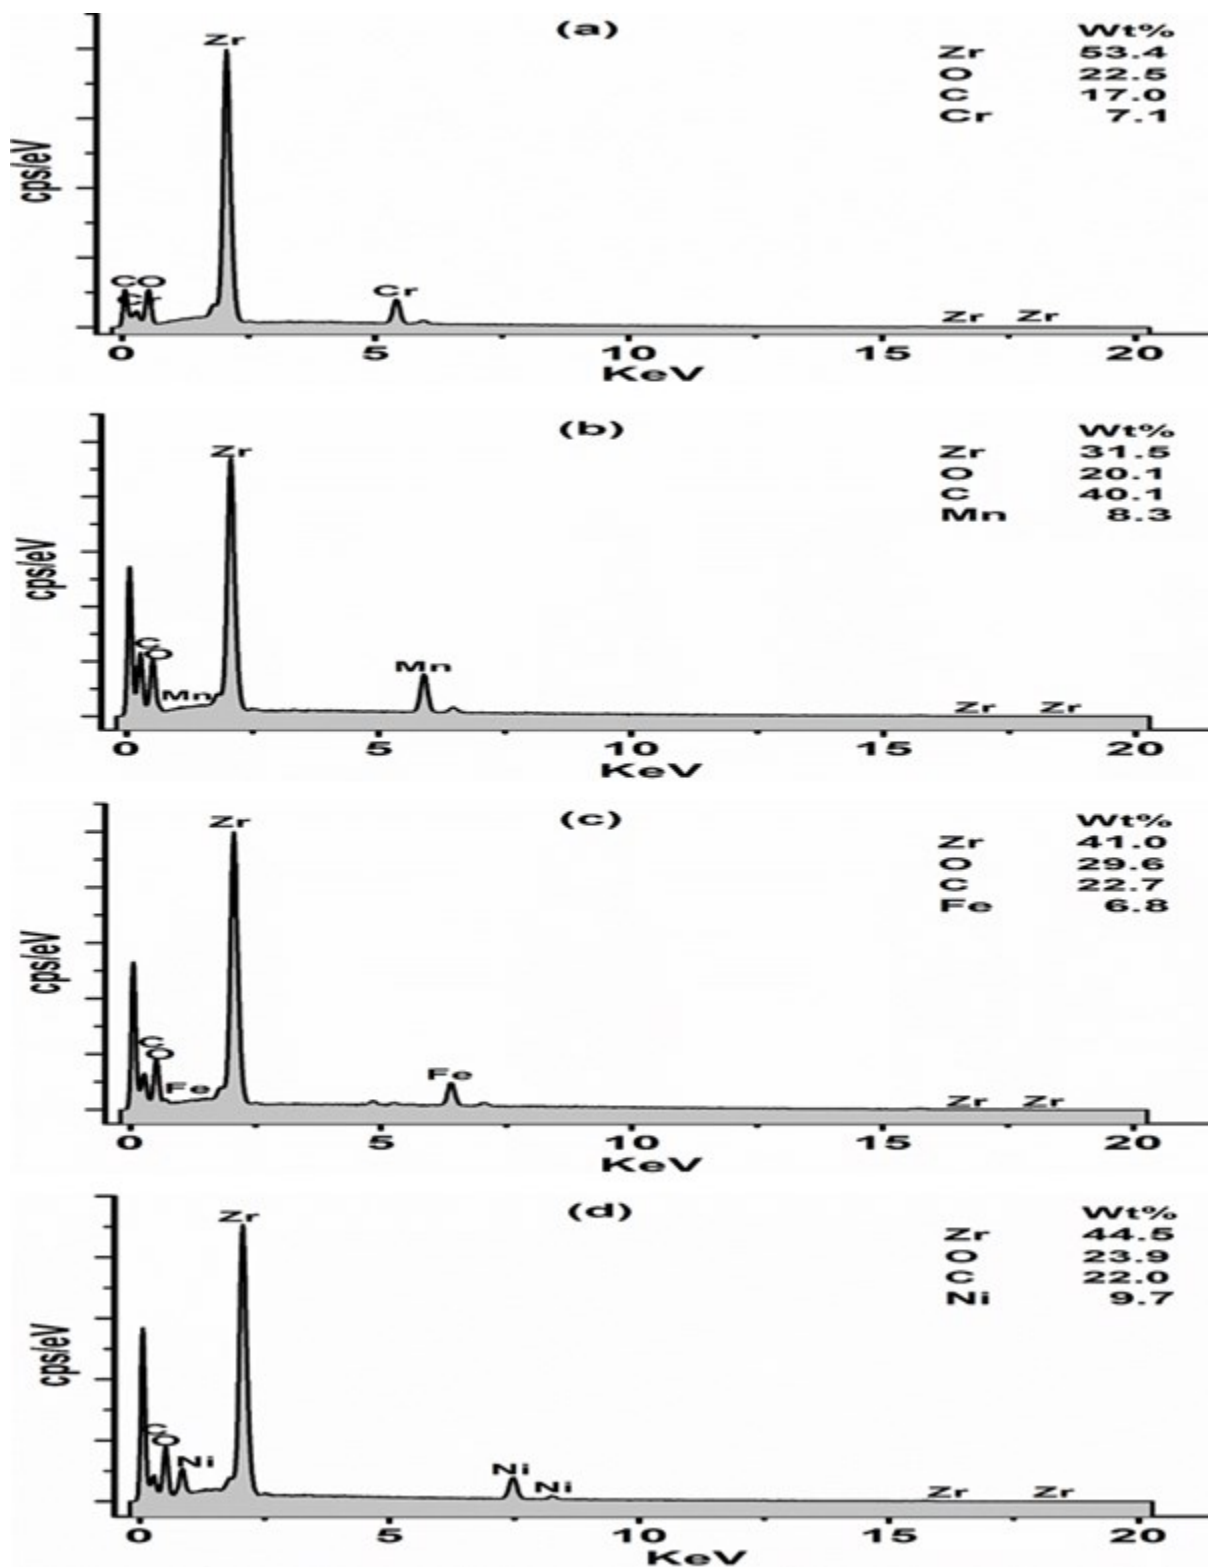 (a)
Wt%
Zr 53.4
O 22.5
C 17.0
Cr 7.1
Zr
C O
Cr
Zr Zr
cps/eV
0 5 10 15 20
KeV
(b)
Wt%
Zr 31.5
O 20.1
C 40.1
Mn 8.3
Zr
C
O
Mn
Mn
Zr Zr
cps/eV
0 5 10 15 20
KeV
(c)
Wt%
Zr 41.0
O 29.6
C 22.7
Fe 6.8
Zr
C
O
Fe
Fe
Zr Zr
cps/eV
0 5 10 15 20
KeV
(d)
Wt%
Zr 44.5
O 23.9
C 22.0
Ni 9.7
Zr
C
O
Ni
Ni
Ni
Zr Zr
cps/eV
0 5 10 15 20
KeV